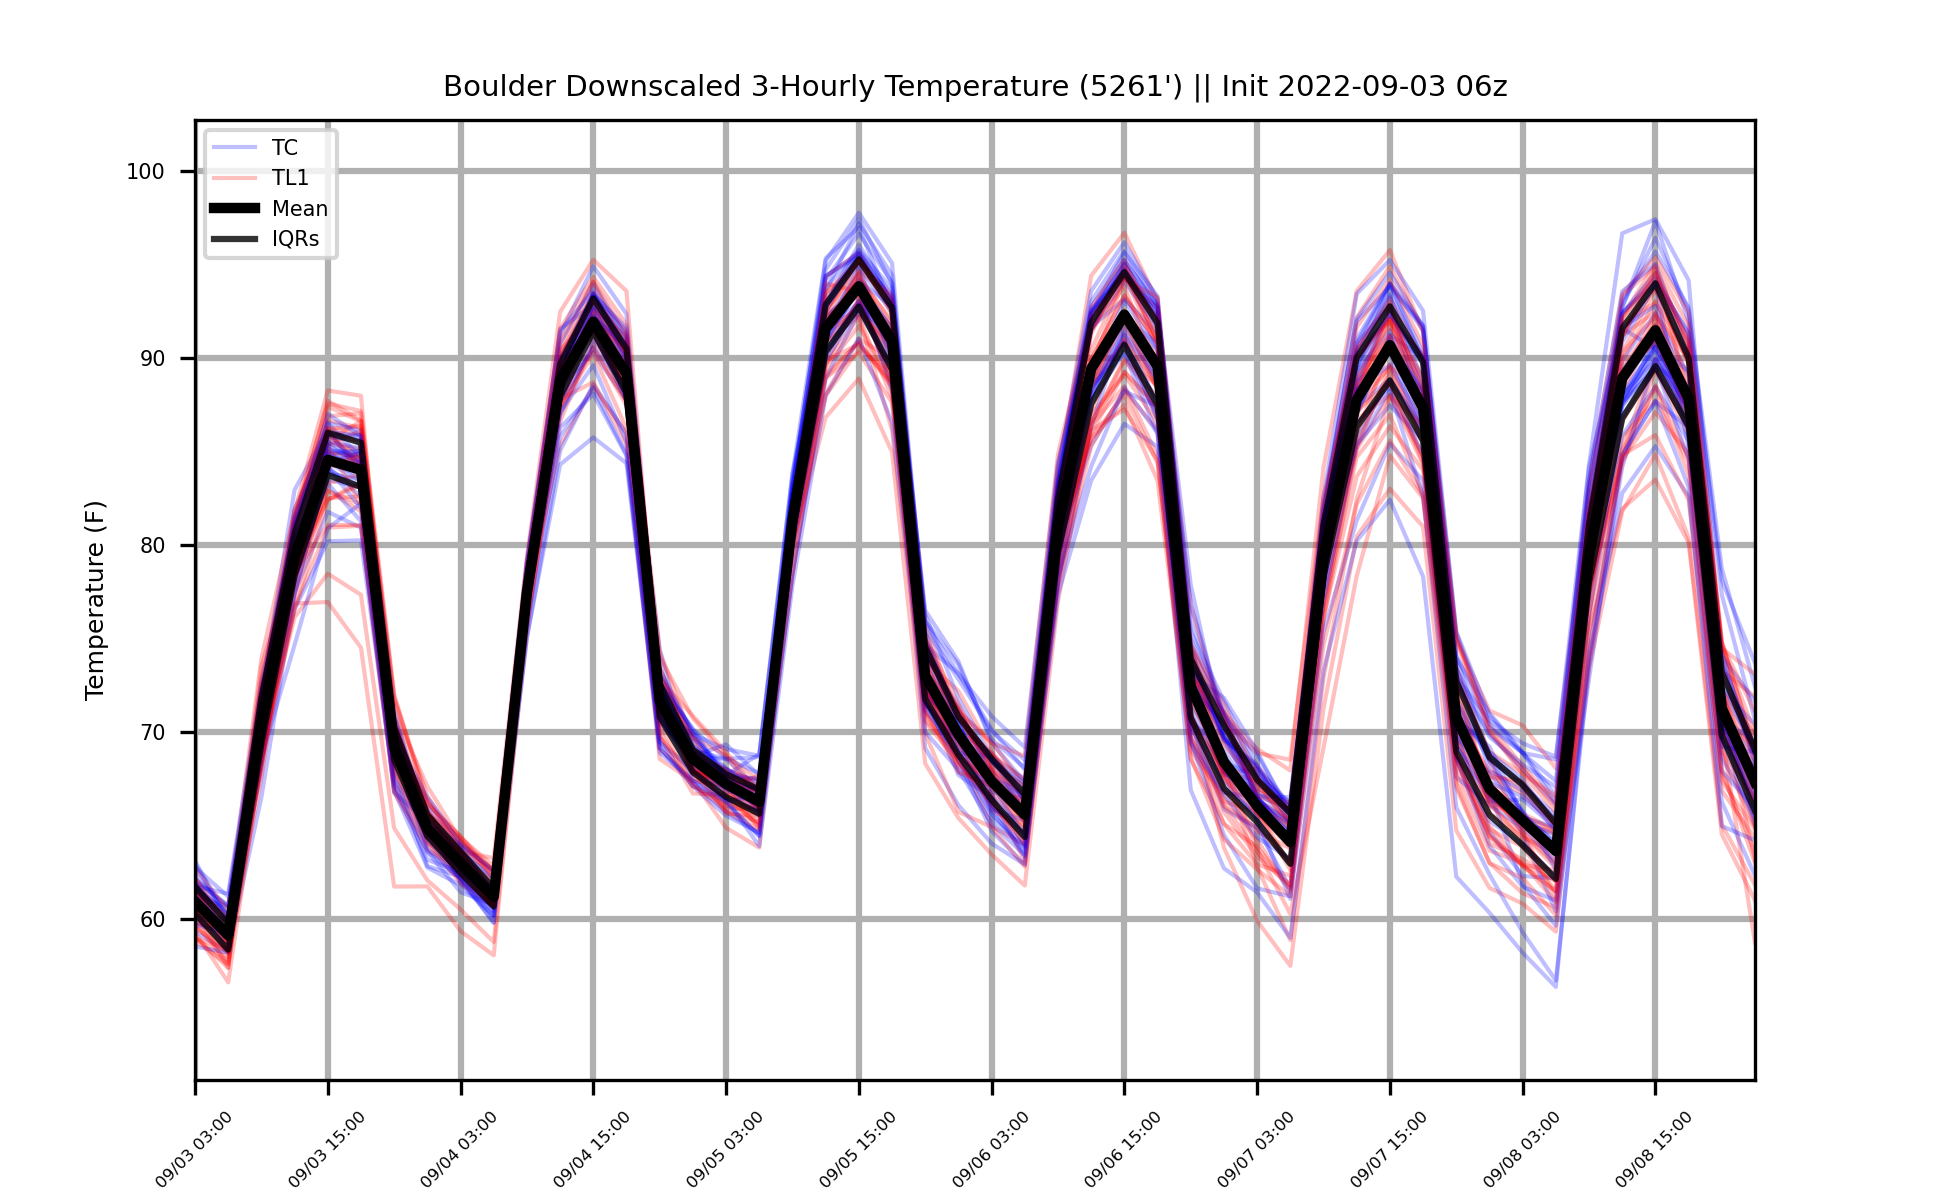 Boulder Downscaled 3-Hourly Temperature (5261') || Init 2022-09-03 06z
TC
TL1
Mean
IQRs
Temperature (F)
100
90
80
70
60
09/03 03:00
09/03 15:00
09/04 03:00
09/04 15:00
09/05 03:00
09/05 15:00
09/06 03:00
09/06 15:00
09/07 03:00
09/07 15:00
09/08 03:00
09/08 15:00